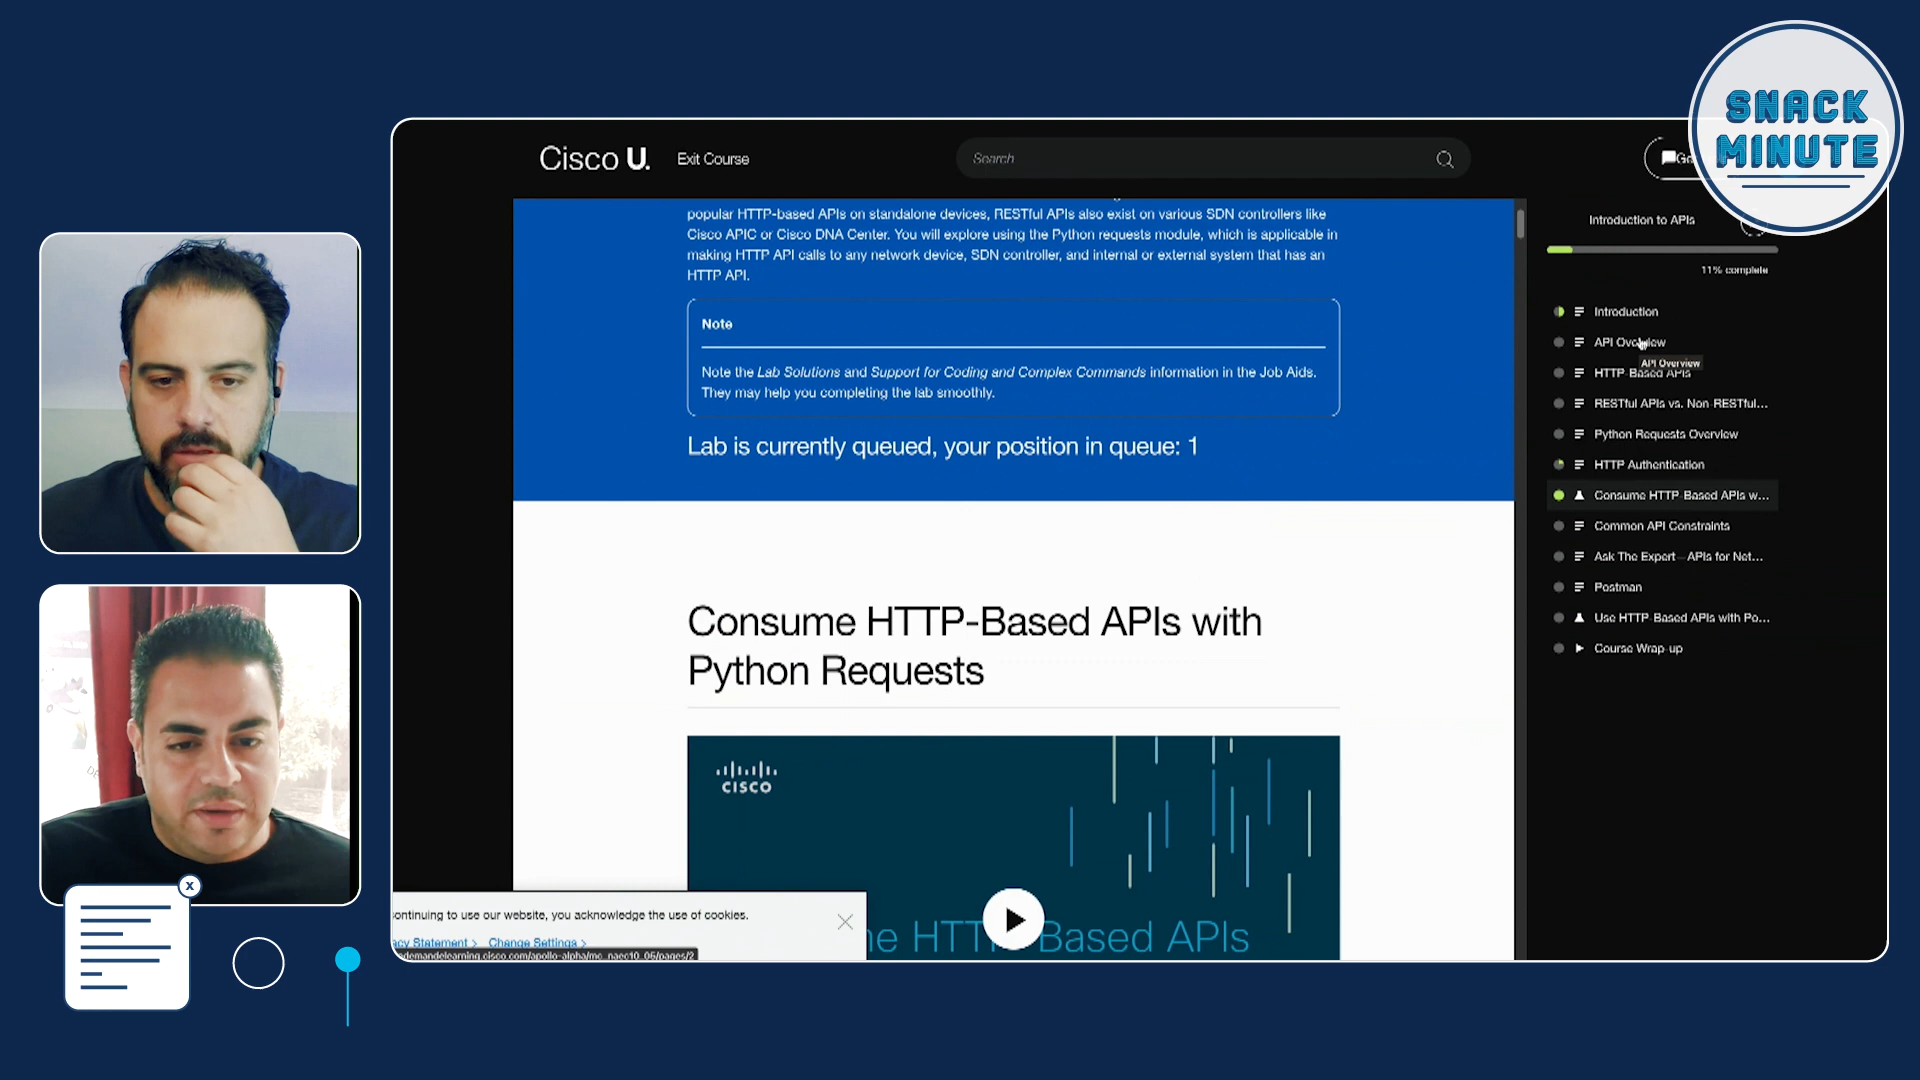 SNACK
MINUTE
Cisco U.
Exit Course
Search
popular HTTP-based APIs on standalone devices, RESTful APIs also exist on various SDN controllers like
Cisco APIC or Cisco DNA Center. You will explore using the Python requests module, which is applicable in
making HTTP API calls to any network device, SDN controller, and internal or external system that has an
HTTP API.
Note
Note the Lab Solutions and Support for Coding and Complex Commands information in the Job Aids.
They may help you completing the lab smoothly.
Lab is currently queued, your position in queue: 1
Consume HTTP-Based APIs with
Python Requests
CISCO
HTTP-Based APIs
continuing to use our website, you acknowledge the use of cookies.
Statement > Change Settings >
Introduction to APIs
11% complete
Introduction
API Overview
API Overview
HTTP-Based APIs
RESTful APIs vs. Non-RESTful...
Python Requests Overview
HTTP Authentication
Consume HTTP-Based APIs w...
Common API Constraints
Ask The Expert—APIs for Net...
Postman
Use HTTP-Based APIs with Po...
Course Wrap-up
x